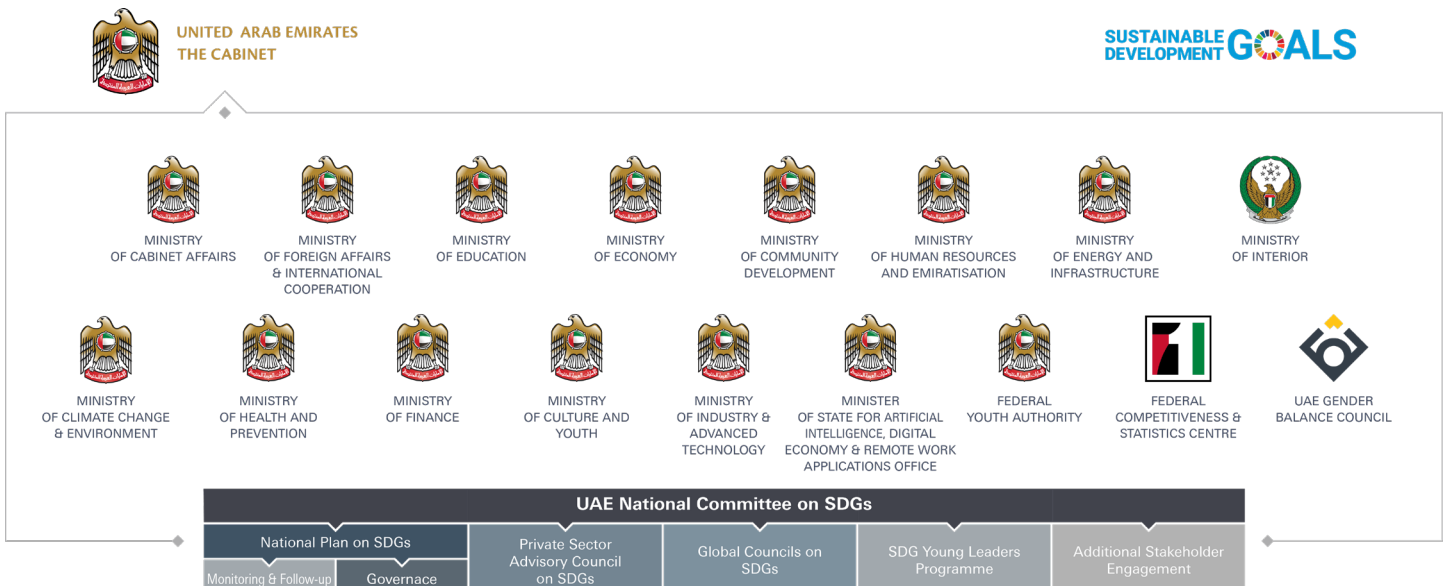 UNITED ARAB EMIRATES
THE CABINET
SUSTAINABLE
DEVELOPMENT
GOALS
MINISTRY
OF CABINET AFFAIRS
MINISTRY
OF FOREIGN AFFAIRS
& INTERNATIONAL
COOPERATION
MINISTRY
OF EDUCATION
MINISTRY
OF ECONOMY
MINISTRY
OF COMMUNITY
DEVELOPMENT
MINISTRY
OF HUMAN RESOURCES
AND EMIRATISATION
MINISTRY
OF ENERGY AND
INFRASTRUCTURE
MINISTRY
OF INTERIOR
MINISTRY
OF CLIMATE CHANGE
& ENVIRONMENT
MINISTRY
OF HEALTH AND
PREVENTION
MINISTRY
OF FINANCE
MINISTRY
OF CULTURE AND
YOUTH
MINISTRY
OF INDUSTRY &
ADVANCED
TECHNOLOGY
MINISTER
OF STATE FOR ARTIFICIAL
INTELLIGENCE, DIGITAL
ECONOMY & REMOTE WORK
APPLICATIONS OFFICE
FEDERAL
YOUTH AUTHORITY
FEDERAL
COMPETITIVENESS &
STATISTICS CENTRE
UAE GENDER
BALANCE COUNCIL
UAE National Committee on SDGs
National Plan on SDGs
Monitoring & Follow-up
Governace
Private Sector
Advisory Council
on SDGs
Global Councils on
SDGs
SDG Young Leaders
Programme
Additional Stakeholder
Engagement